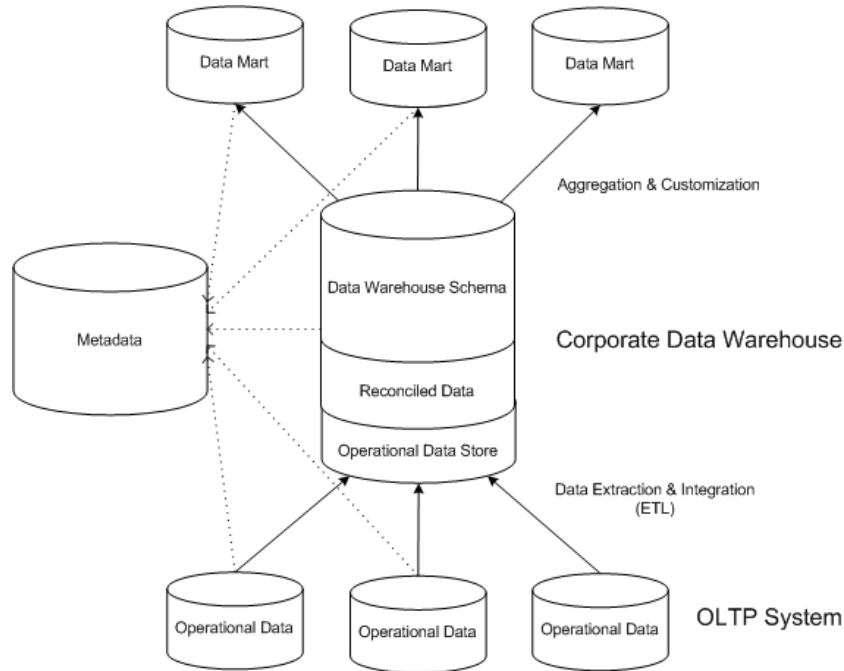 Data Mart
Data Mart
Data Mart
Aggregation & Customization
Data Warehouse Schema
Metadata
Corporate Data Warehouse
Reconciled Data
Operational Data Store
Data Extraction & Integration
(ETL)
Operational Data
Operational Data
Operational Data
OLTP System